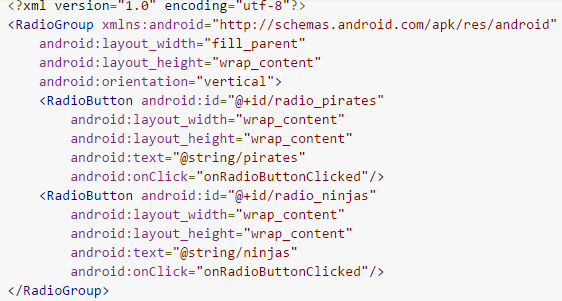 <?xml version="1.0" encoding="utf-8"?>
<RadioGroup xmlns:android="http://schemas.android.com/apk/res/android"
    android:layout_width="fill_parent"
    android:layout_height="wrap_content"
    android:orientation="vertical">
    <RadioButton android:id="@+id/radio_pirates"
        android:layout_width="wrap_content"
        android:layout_height="wrap_content"
        android:text="@string/pirates"
        android:onClick="onRadioButtonClicked"/>
    <RadioButton android:id="@+id/radio_ninjas"
        android:layout_width="wrap_content"
        android:layout_height="wrap_content"
        android:text="@string/ninjas"
        android:onClick="onRadioButtonClicked"/>
</RadioGroup>